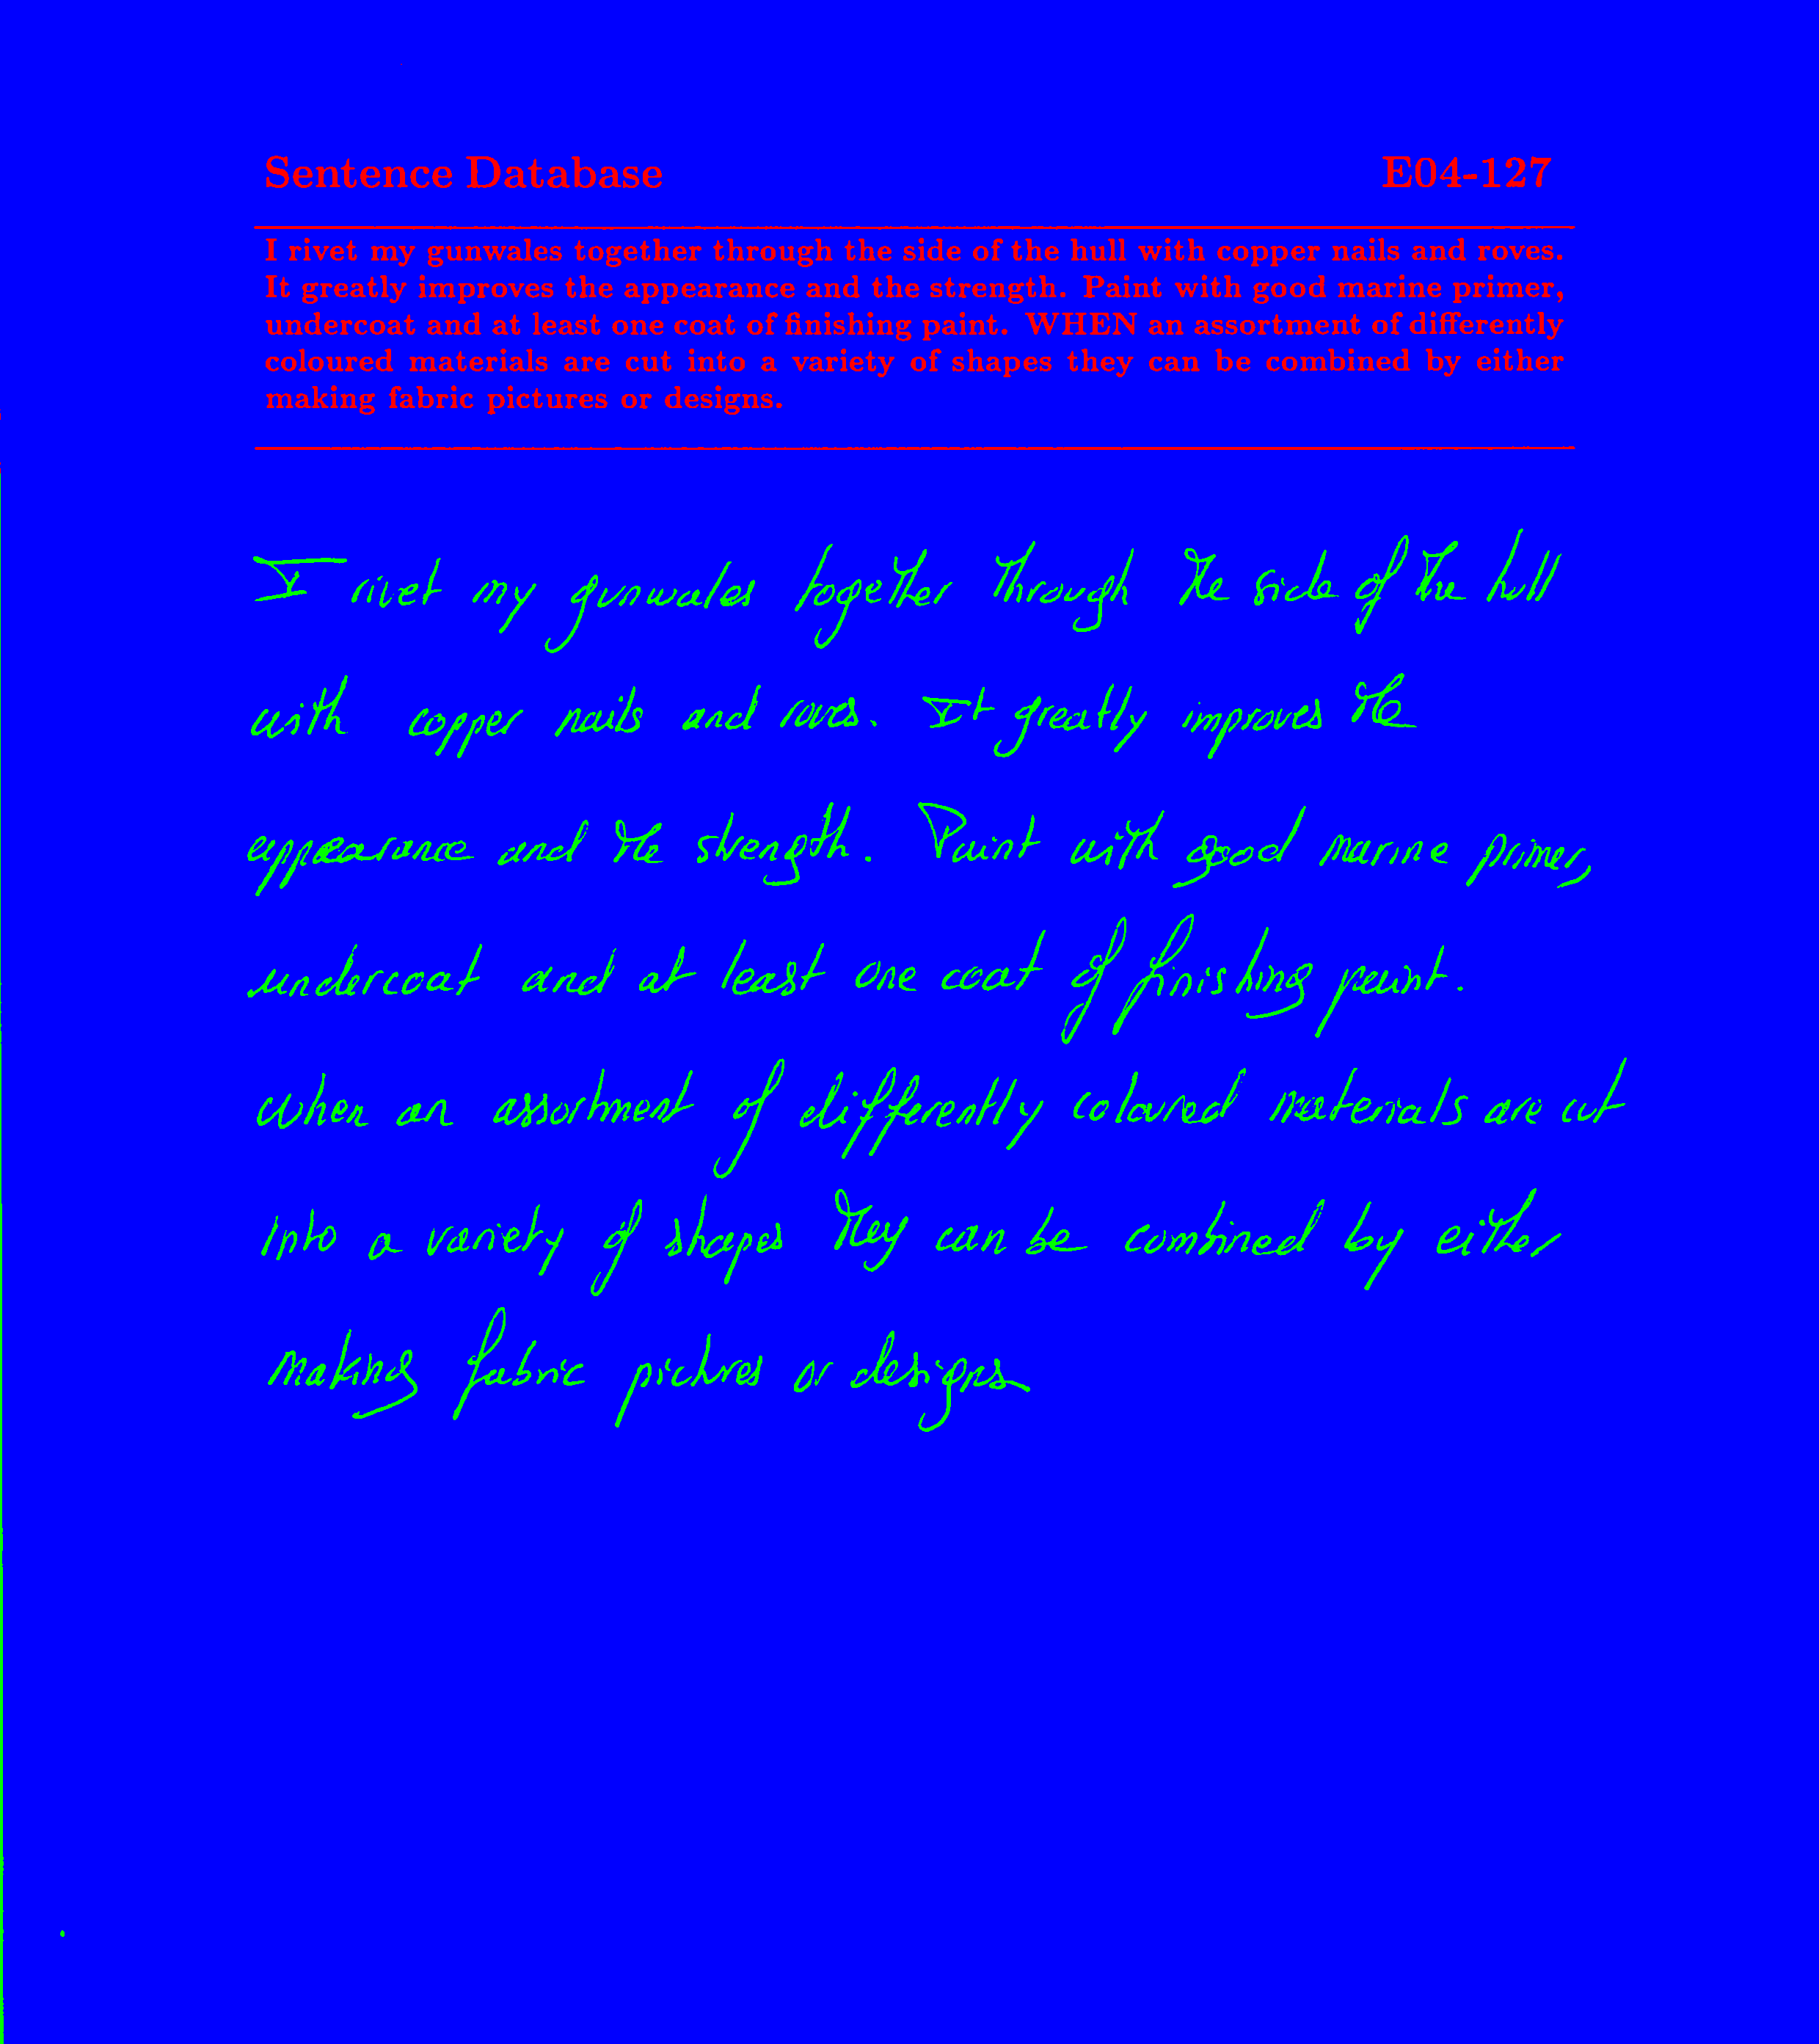 Sentence Database E04-127
I rivet my gunwales together through the side of the hull with copper nails and roves.
It greatly improves the appearance and the strength. Paint with good marine primer,
undercoat and at least one coat of finishing paint. WHEN an assortment of differently
coloured materials are cut into a variety of shapes they can be combined by either
making fabric pictures or designs.
I rivet my gunwales together through the side of the hull
with copper nails and roves. It greatly improves the
appearance and the strength. Paint with good marine primer,
undercoat and at least one coat of finishing paint.
When an assortment of differently coloured materials are cut
into a variety of shapes they can be combined by either
making fabric pictures or designs